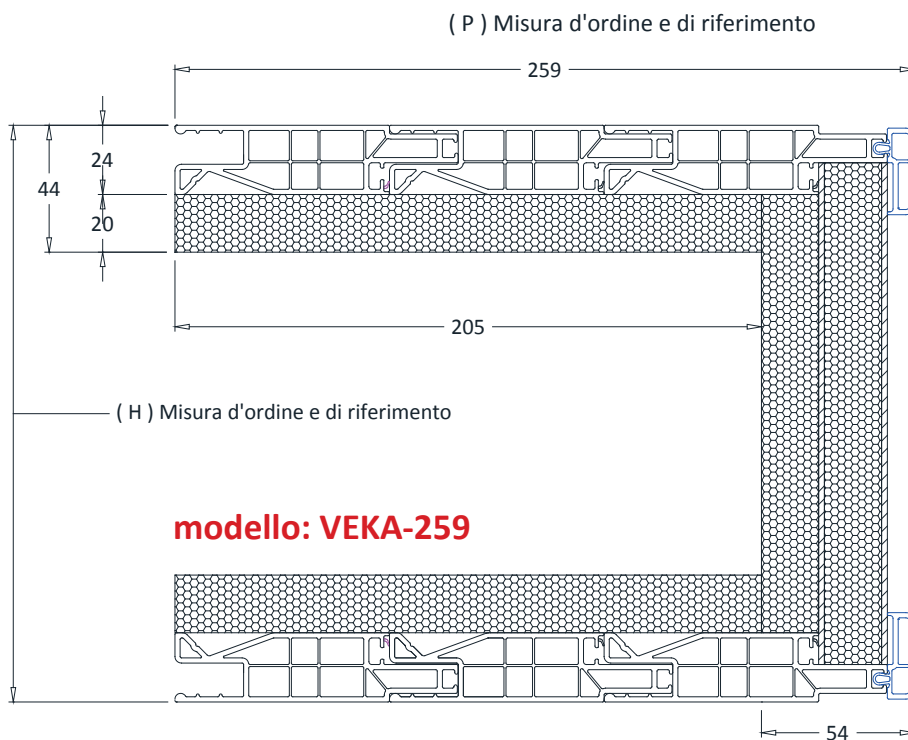 ( P ) Misura d'ordine e di riferimento
259
24
44
20
205
( H ) Misura d'ordine e di riferimento
modello: VEKA-259
54